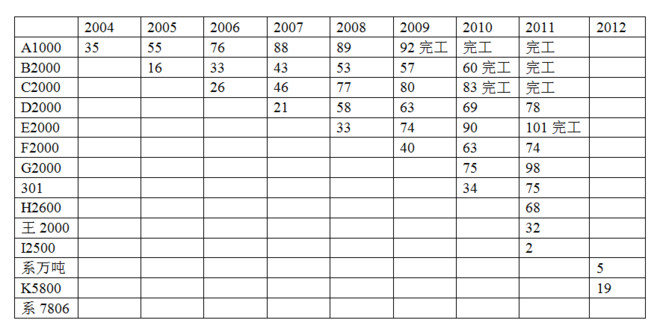 2004 2005 2006 2007 2008 2009 2010 2011 2012
A1000 35 55 76 88 89 92 完工 完工 完工
B2000 16 33 43 53 57 60 完工 完工
C2000 26 46 77 80 83 完工 完工
D2000 21 58 63 69 78
E2000 33 74 90 101 完工
F2000 40 63 74
G2000 75 98
301 34 75
H2600 68
王 2000 32
I2500 2
系万吨 5
K5800 19
系 7806